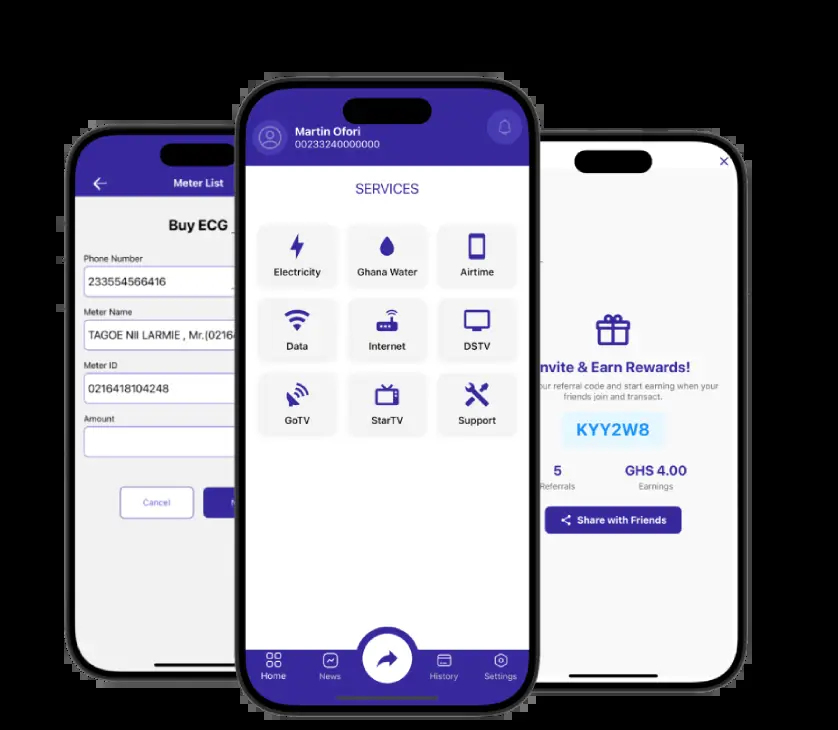 Meter List
Buy ECG
Phone Number
233554566416
Meter Name
TAGOE NII LARMIE , Mr.(0216
Meter ID
0216418104248
Amount
Cancel
Martin Ofori
00233240000000
SERVICES
Electricity
Ghana Water
Airtime
Data
Internet
DSTV
GoTV
StarTV
Support
Home
News
History
Settings
nvite & Earn Rewards!
our referral code and start earning when your
friends join and transact.
KYY2W8
5
GHS 4.00
Referrals
Earnings
Share with Friends